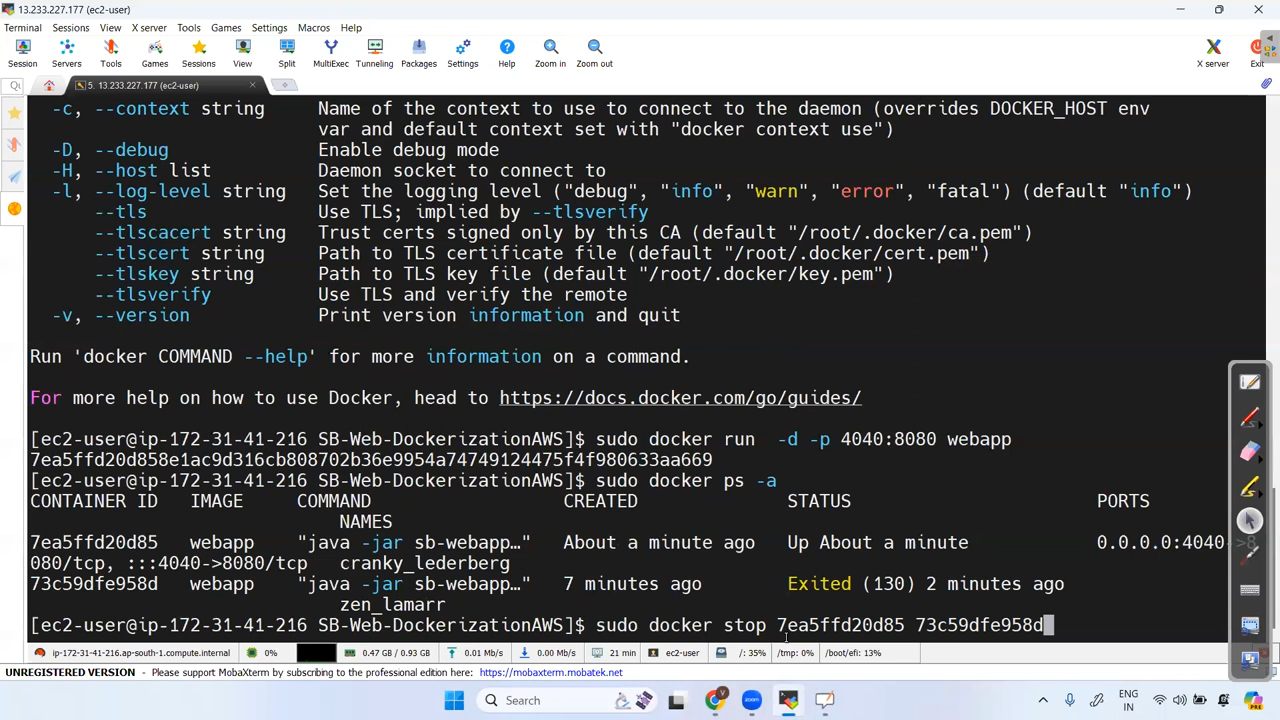 13.233.227.177 (ec2-user)
Terminal Sessions View X server Tools Games Settings Macros Help
Session Servers Tools Games Sessions View Split MultiExec Tunneling Packages Settings Help Zoom in Zoom out X server Exit
5. 13.233.227.177 (ec2-user)
-c, --context string Name of the context to use to connect to the daemon (overrides DOCKER_HOST env
var and default context set with "docker context use")
-D, --debug Enable debug mode
-H, --host list Daemon socket to connect to
-l, --log-level string Set the logging level ("debug", "info", "warn", "error", "fatal") (default "info")
--tls Use TLS; implied by --tlsverify
--tlscacert string Trust certs signed only by this CA (default "/root/.docker/ca.pem")
--tlscert string Path to TLS certificate file (default "/root/.docker/cert.pem")
--tlskey string Path to TLS key file (default "/root/.docker/key.pem")
--tlsverify Use TLS and verify the remote
-v, --version Print version information and quit
Run 'docker COMMAND --help' for more information on a command.
For more help on how to use Docker, head to https://docs.docker.com/go/guides/
[ec2-user@ip-172-31-41-216 SB-Web-DockerizationAWS]$ sudo docker run -d -p 4040:8080 webapp
7ea5ffd20d858e1ac9d316cb808702b36e9954a74749124475f4f980633aa669
[ec2-user@ip-172-31-41-216 SB-Web-DockerizationAWS]$ sudo docker ps -a
CONTAINER ID IMAGE COMMAND CREATED STATUS PORTS
NAMES
7ea5ffd20d85 webapp "java -jar sb-webapp…" About a minute ago Up About a minute 0.0.0.0:4040->8
080/tcp, :::4040->8080/tcp cranky_lederberg
73c59dfe958d webapp "java -jar sb-webapp…" 7 minutes ago Exited (130) 2 minutes ago
zen_lamarr
[ec2-user@ip-172-31-41-216 SB-Web-DockerizationAWS]$ sudo docker stop 7ea5ffd20d85 73c59dfe958d
ip-172-31-41-216.ap-south-1.compute.internal 0% 0.47 GB / 0.93 GB 0.01 Mb/s 0.00 Mb/s 21 min ec2-user /: 35% /tmp: 0% /boot/efi: 13%
UNREGISTERED VERSION - Please support MobaXterm by subscribing to the professional edition here: https://mobaxterm.mobatek.net
Search
ENG
IN